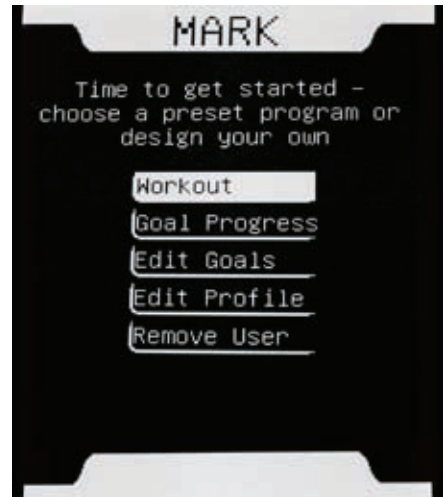 MARK
Time to get started –
choose a preset program or
design your own
Workout
Goal Progress
Edit Goals
Edit Profile
Remove User